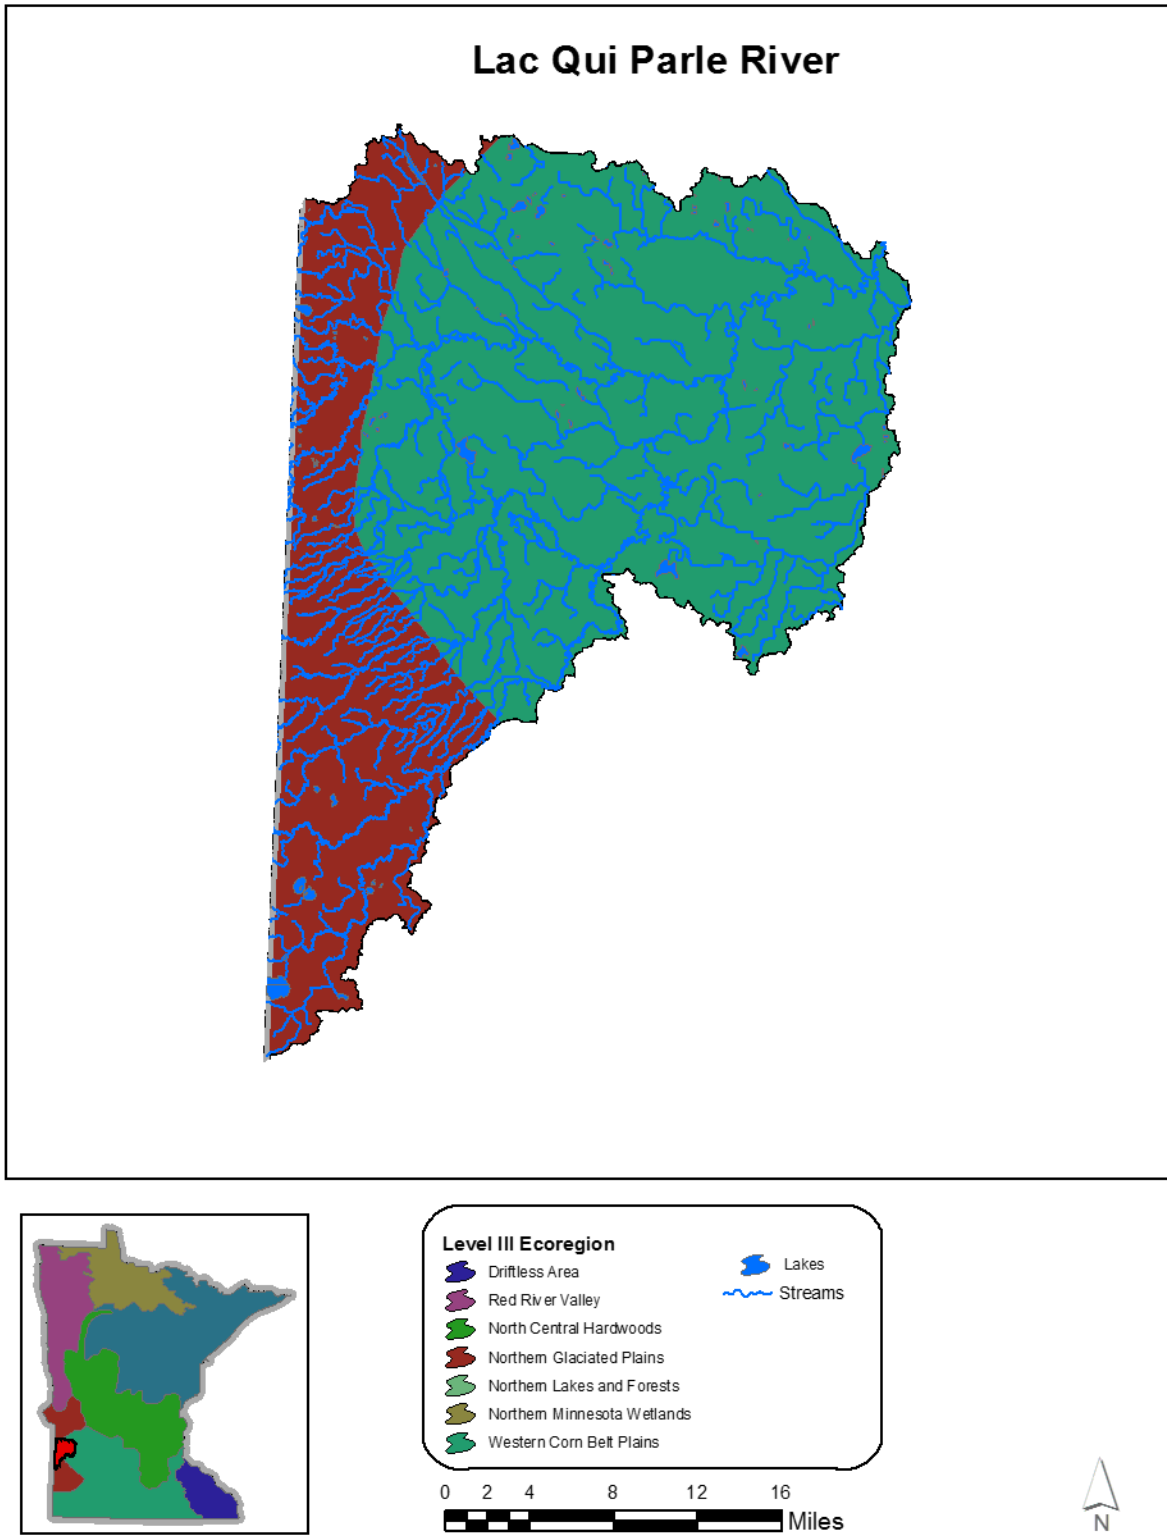 Lac Qui Parle River
Level III Ecoregion
Driftless Area
Red River Valley
North Central Hardwoods
Northern Glaciated Plains
Northern Lakes and Forests
Northern Minnesota Wetlands
Western Corn Belt Plains
Lakes
Streams
0 2 4 8 12 16
Miles
N